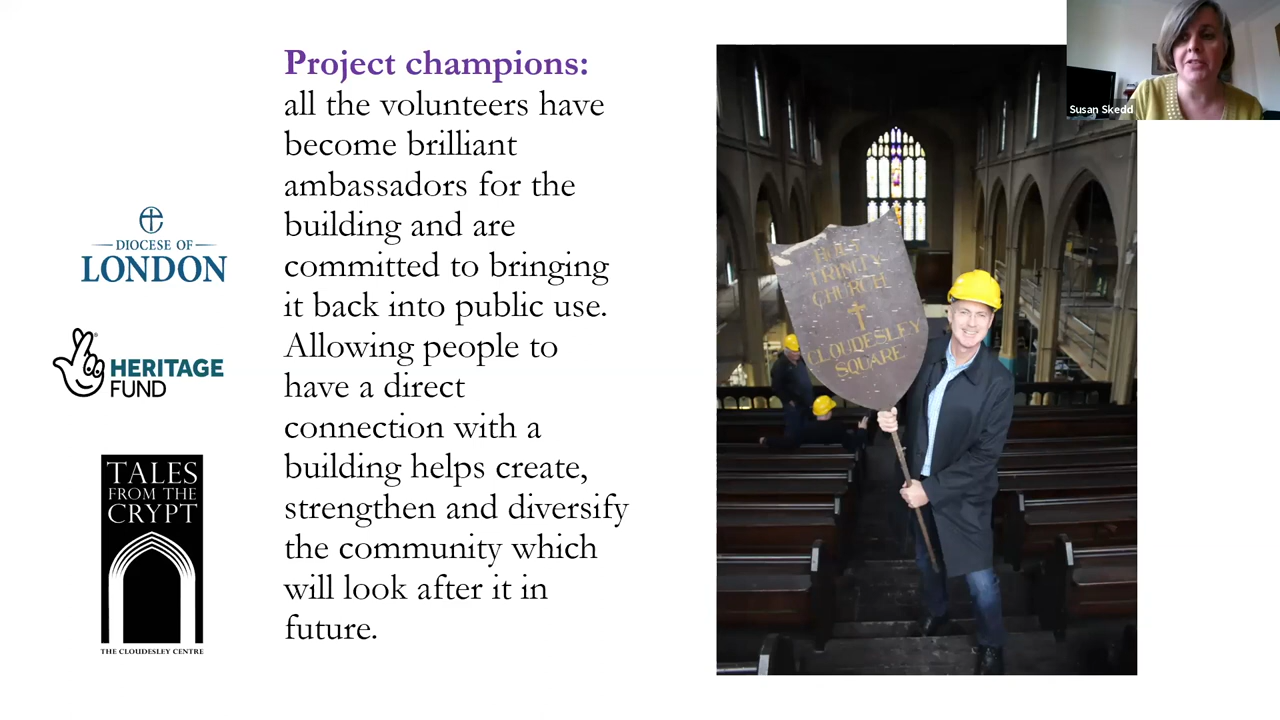 Project champions:
all the volunteers have
become brilliant
ambassadors for the
building and are
committed to bringing
it back into public use.
Allowing people to
have a direct
connection with a
building helps create,
strengthen and diversify
the community which
will look after it in
future.
DIOCESE OF
LONDON
HERITAGE
FUND
TALES
FROM THE
CRYPT
THE CLOUDESLEY CENTRE
HOLY
TRINITY
CHURCH
CLOUDESLEY
SQUARE
Susan Skedd